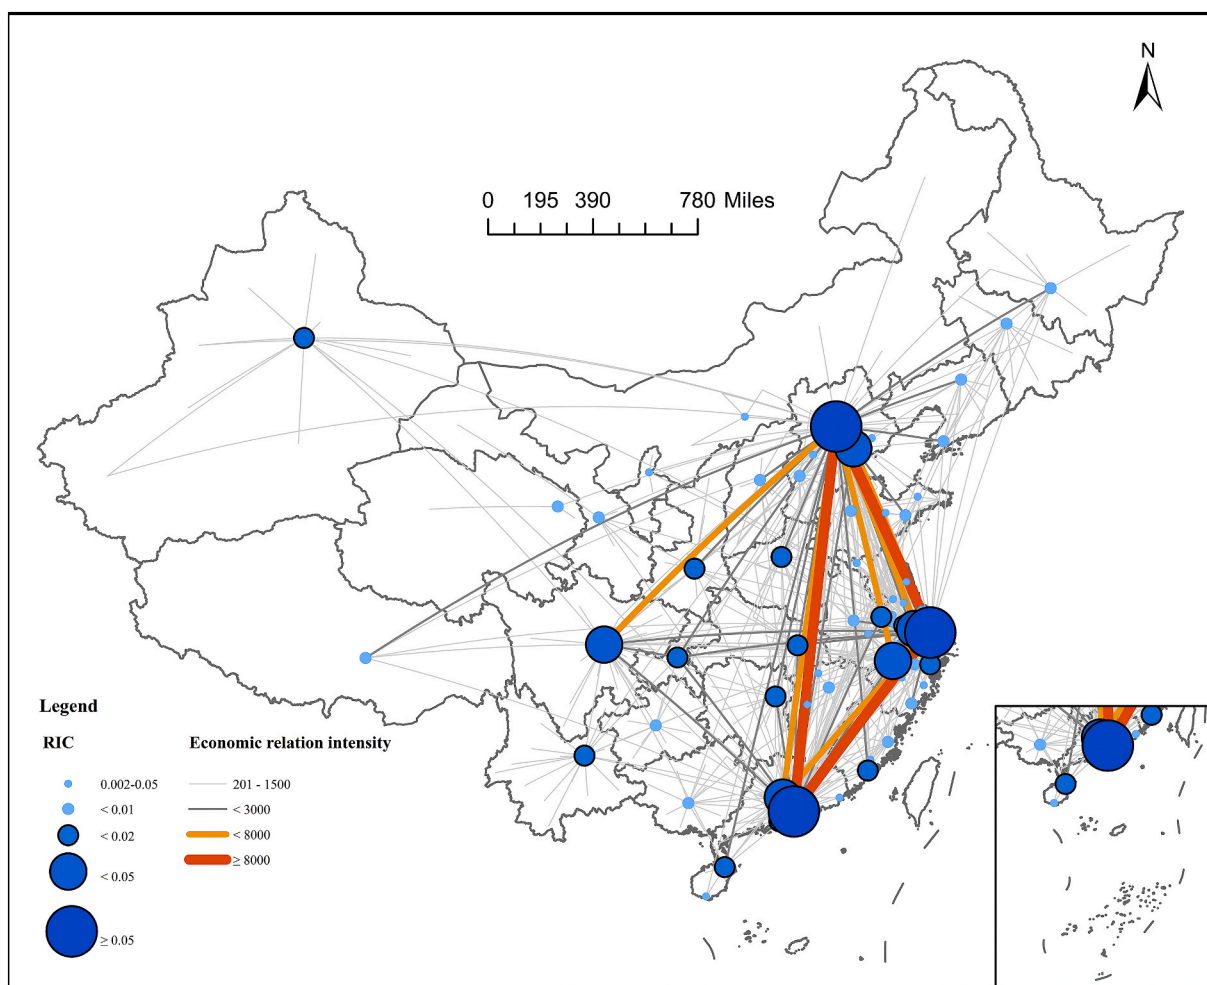 N
0 195 390 780 Miles
Legend
RIC Economic relation intensity
0.002-0.05 201 - 1500
< 0.01 < 3000
< 0.02 < 8000
< 0.05 ≥ 8000
≥ 0.05